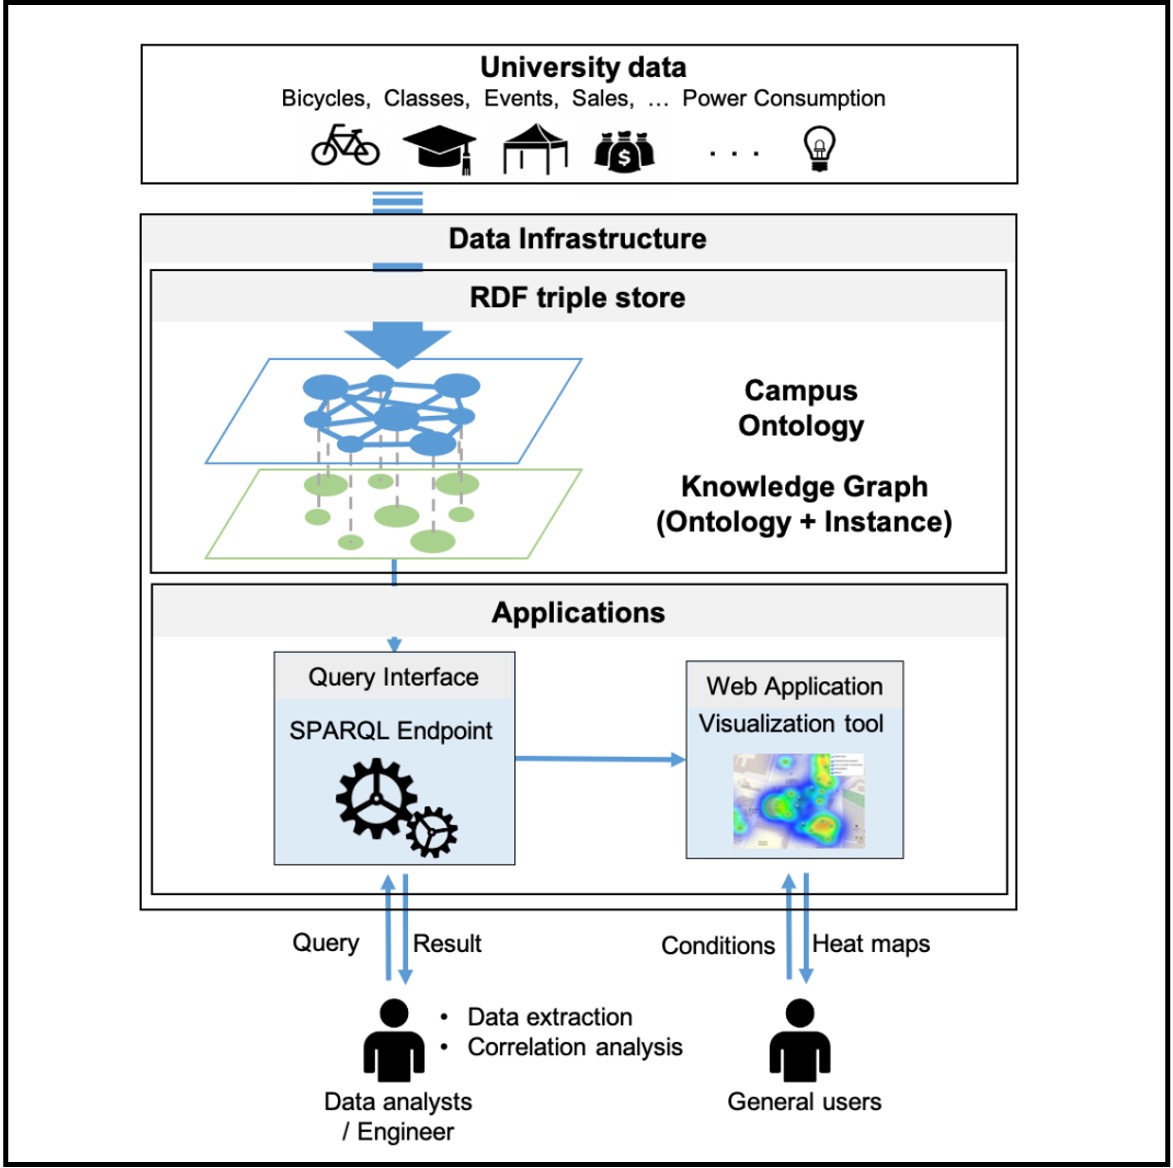 University data
Bicycles, Classes, Events, Sales, ... Power Consumption
$
. . .
Data Infrastructure
RDF triple store
Campus
Ontology
Knowledge Graph
(Ontology + Instance)
Applications
Query Interface
SPARQL Endpoint
Web Application
Visualization tool
Query
Result
Conditions
Heat maps
• Data extraction
• Correlation analysis
Data analysts
/ Engineer
General users